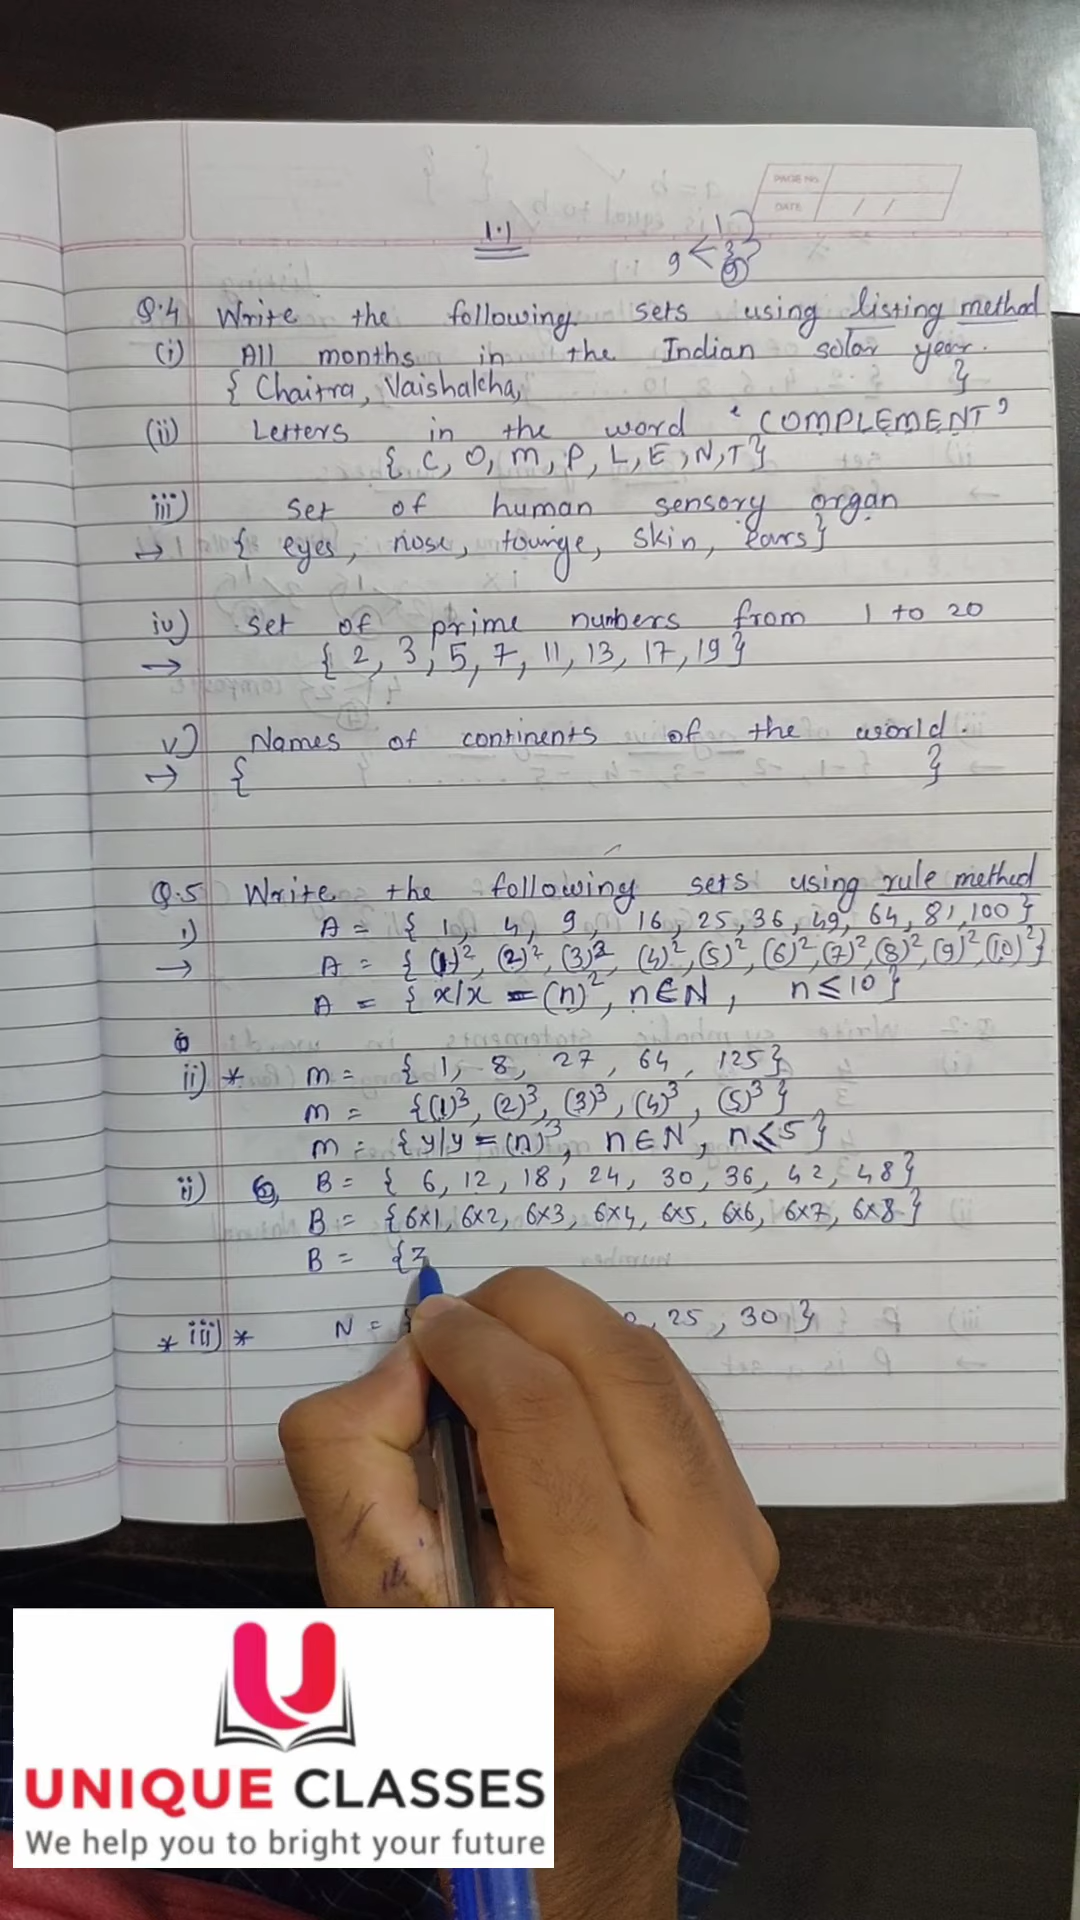 PAGE No.
DATE / /
1.1
9 < 1
3
9
Q.4 Write the following sets using listing method
(i) All months in the Indian solar year.
{ Chaitra, Vaishakha, }
(ii) Letters in the word ‘COMPLEMENT’
{ C, O, M, P, L, E, N, T }
iii) Set of human sensory organ
→ { eyes, nose, tounge, skin, ears }
iv) Set of prime numbers from 1 to 20
→ { 2, 3, 5, 7, 11, 13, 17, 19 }
v) Names of continents of the world.
→ { }
Q.5 Write the following sets using rule method
i) A = { 1, 4, 9, 16, 25, 36, 49, 64, 81, 100 }
→ A = { (1)², (2)², (3)², (4)², (5)², (6)², (7)², (8)², (9)², (10)² }
A = { x/x = (n)², n∈N, n≤10 }
ii) * M = { 1, 8, 27, 64, 125 }
M = { (1)³, (2)³, (3)³, (4)³, (5)³ }
M = { y/y = (n)³, n∈N, n≤5 }
ii) B = { 6, 12, 18, 24, 30, 36, 42, 48 }
B = { 6×1, 6×2, 6×3, 6×4, 6×5, 6×6, 6×7, 6×8 }
B = { z
* iii) * N = { , 25, 30 }
UNIQUE CLASSES
We help you to bright your future